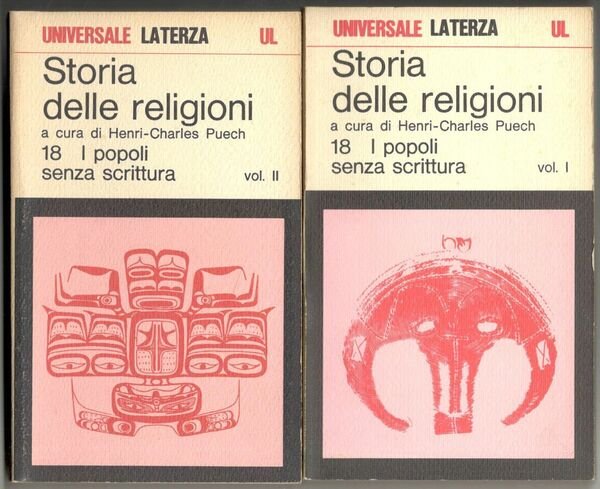 UNIVERSALE LATERZA UL
Storia
delle religioni
a cura di Henri-Charles Puech
18 I popoli
senza scrittura vol. II
UNIVERSALE LATERZA UL
Storia
delle religioni
a cura di Henri-Charles Puech
18 I popoli
senza scrittura vol. I